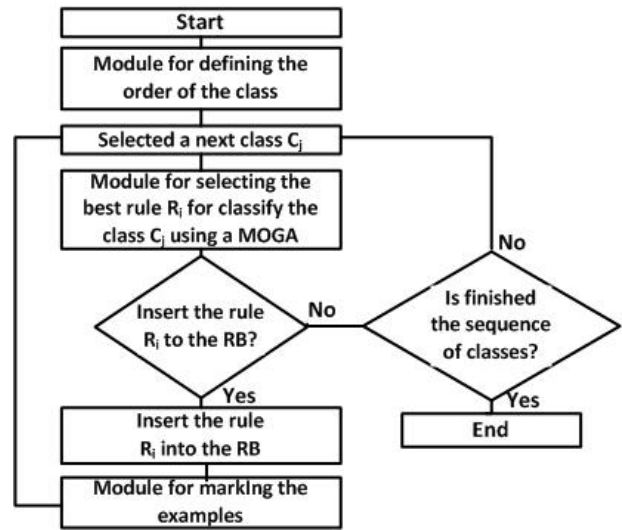 Start
Module for defining the
order of the class
Selected a next class Cj
Module for selecting the
best rule Ri for classify the
class Cj using a MOGA
No
Insert the rule
Ri to the RB?
No
Is finished
the sequence
of classes?
Yes
Yes
Insert the rule
Ri into the RB
End
Module for marking the
examples